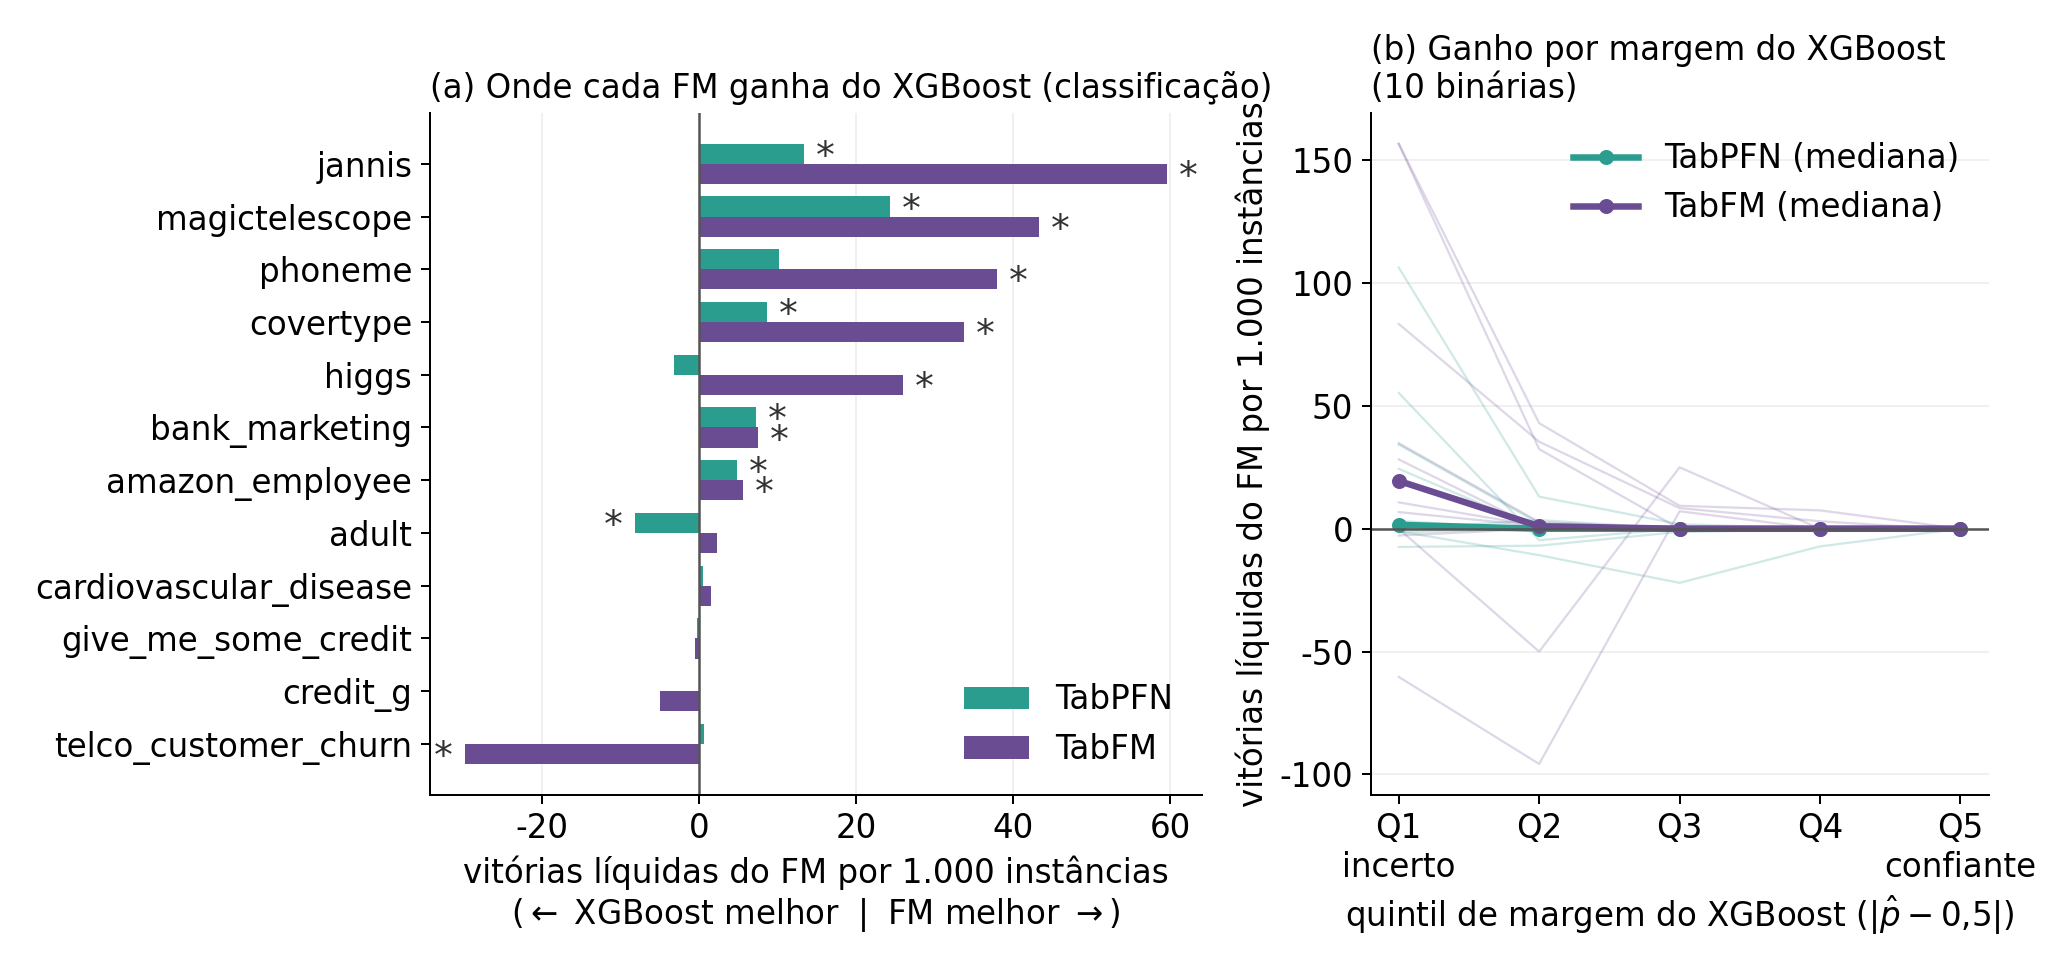 (a) Onde cada FM ganha do XGBoost (classificação)
jannis
magictelescope
phoneme
covertype
higgs
bank_marketing
amazon_employee
adult
cardiovascular_disease
give_me_some_credit
credit_g
telco_customer_churn
*
*
*
*
*
*
*
*
*
*
*
*
*
*
TabPFN
TabFM
-20 0 20 40 60
vitórias líquidas do FM por 1.000 instâncias
(← XGBoost melhor | FM melhor →)
(b) Ganho por margem do XGBoost
(10 binárias)
vitórias líquidas do FM por 1.000 instâncias
150
100
50
0
-50
-100
TabPFN (mediana)
TabFM (mediana)
Q1 Q2 Q3 Q4 Q5
incerto confiante
quintil de margem do XGBoost (|p̂ − 0,5|)